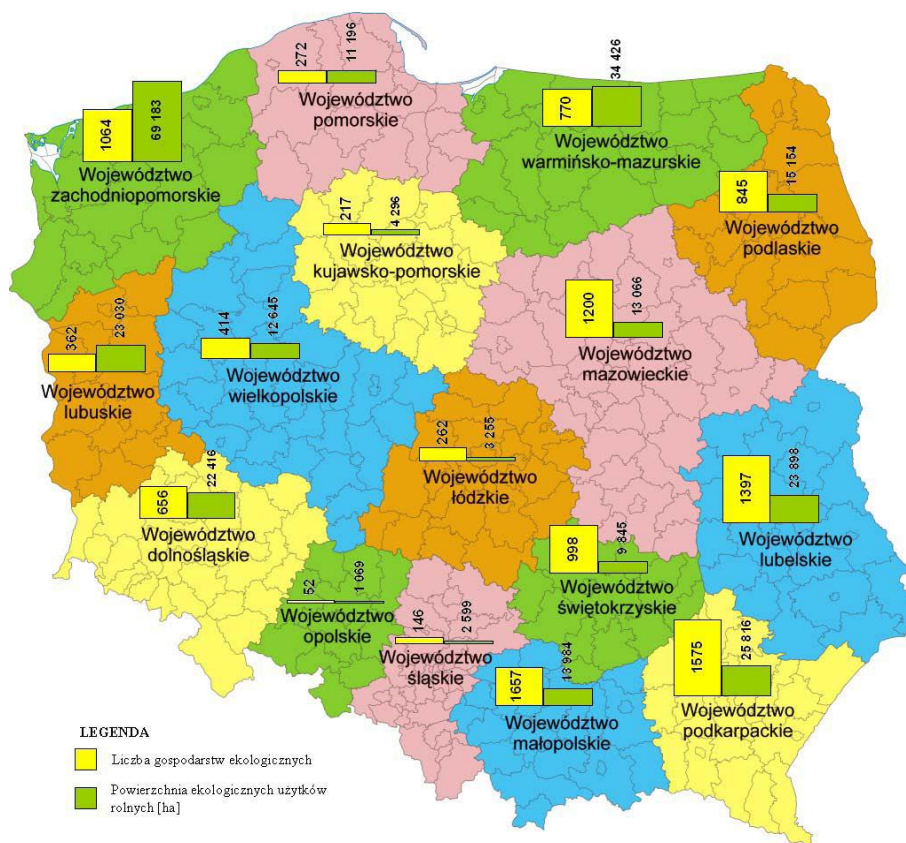 272
11 196
Województwo
pomorskie
1064
69 183
Województwo
zachodniopomorskie
770
34 426
Województwo
warmińsko-mazurskie
845
15 154
Województwo
podlaskie
217
4 296
Województwo
kujawsko-pomorskie
1200
13 066
Województwo
mazowieckie
362
23 030
Województwo
lubuskie
414
12 645
Województwo
wielkopolskie
262
3 255
Województwo
łódzkie
1397
23 898
Województwo
lubelskie
656
22 416
Województwo
dolnośląskie
998
9 845
Województwo
świętokrzyskie
52
1 069
Województwo
opolskie
146
2 599
Województwo
śląskie
1657
13 984
Województwo
małopolskie
1575
25 816
Województwo
podkarpackie
LEGENDA
Liczba gospodarstw ekologicznych
Powierzchnia ekologicznych użytków
rolnych [ha]